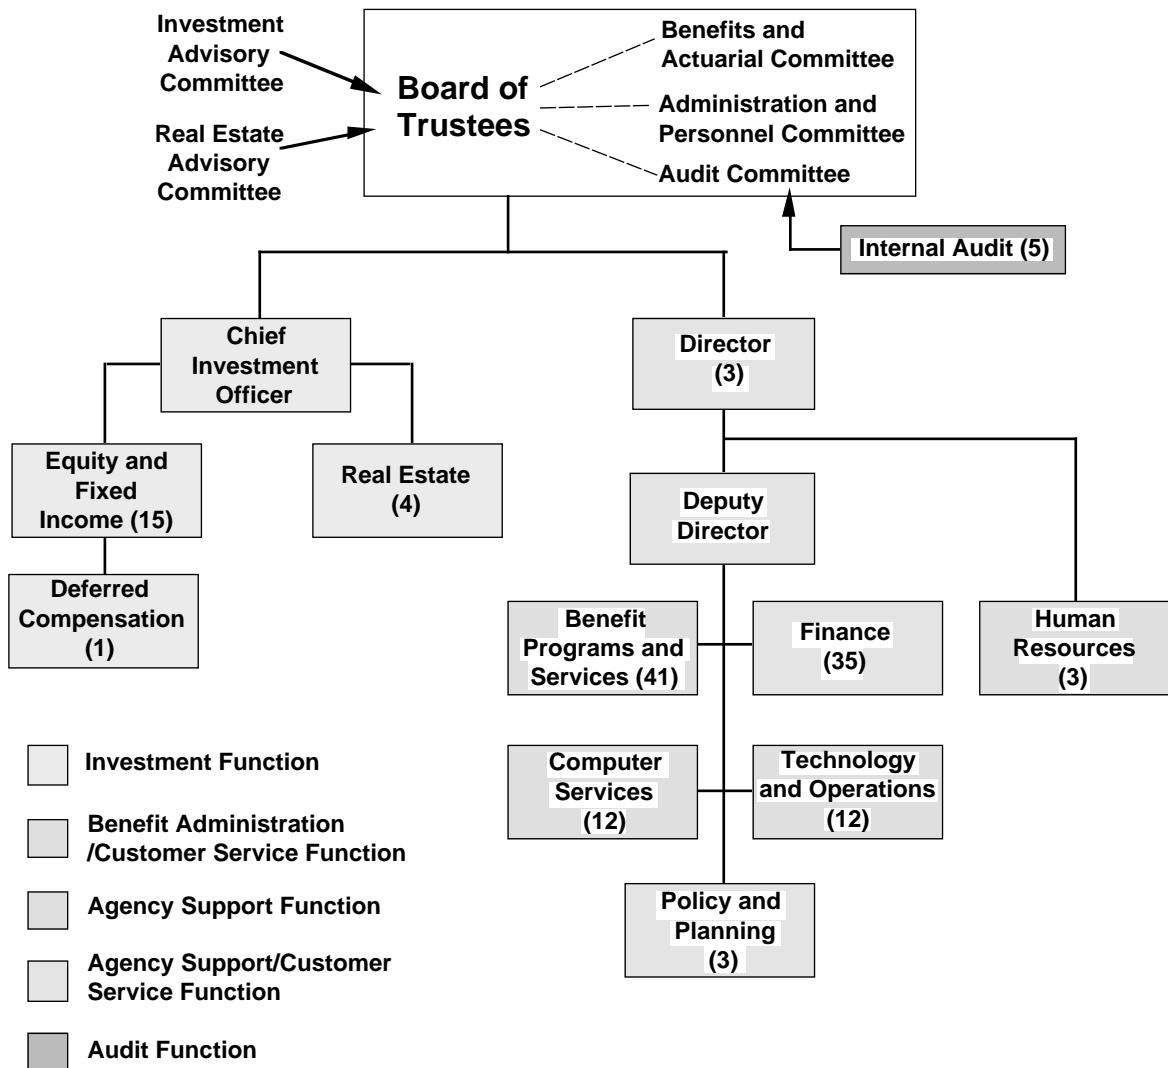 Investment
Advisory
Committee
Real Estate
Advisory
Committee
Board of
Trustees
Benefits and
Actuarial Committee
Administration and
Personnel Committee
Audit Committee
Internal Audit (5)
Chief
Investment
Officer
Director
(3)
Equity and
Fixed
Income (15)
Real Estate
(4)
Deputy
Director
Deferred
Compensation
(1)
Benefit
Programs and
Services (41)
Finance
(35)
Human
Resources
(3)
Computer
Services
(12)
Technology
and Operations
(12)
Policy and
Planning
(3)
Investment Function
Benefit Administration
/Customer Service Function
Agency Support Function
Agency Support/Customer
Service Function
Audit Function